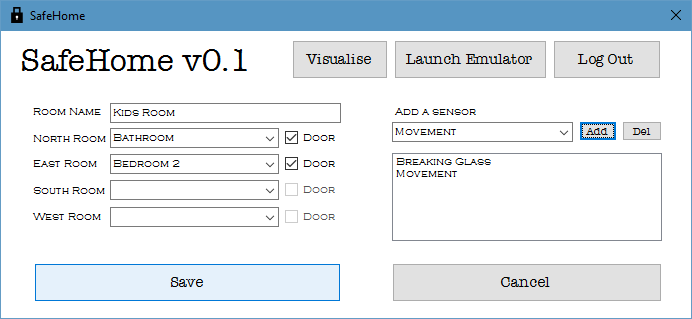 SafeHome
SafeHome v0.1
Visualise
Launch Emulator
Log Out
Room Name
Kids Room
North Room
Bathroom
Door
East Room
Bedroom 2
Door
South Room
Door
West Room
Door
Add a sensor
Movement
Add
Del
Breaking Glass
Movement
Save
Cancel